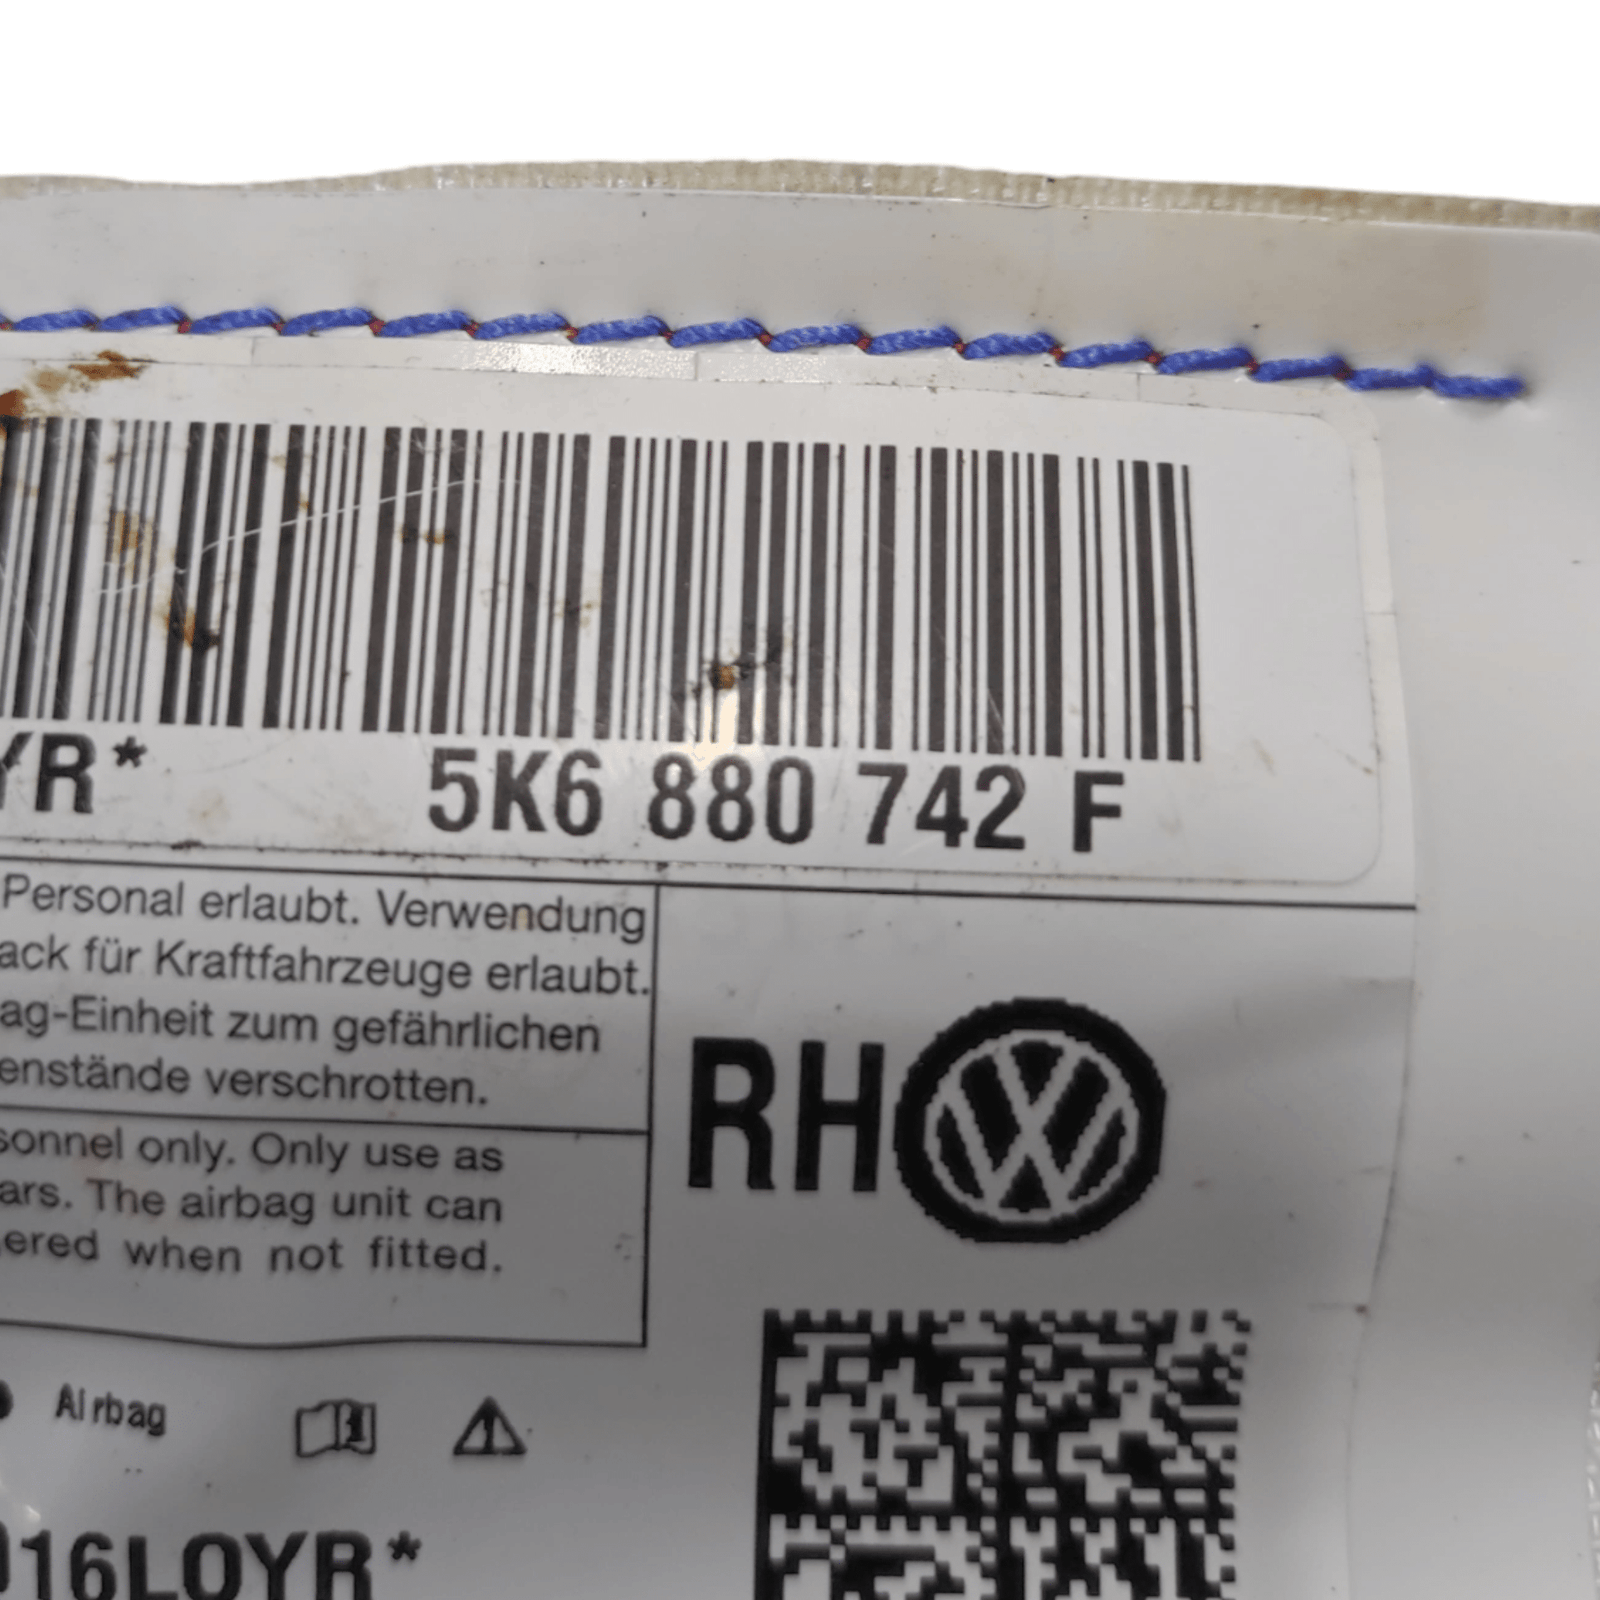 YR* 5K6 880 742 F
Personal erlaubt. Verwendung
ack für Kraftfahrzeuge erlaubt.
ag-Einheit zum gefährlichen
enstände verschrotten.
sonnel only. Only use as
ars. The airbag unit can
ered when not fitted.
RH
Airbag
016LOYR*